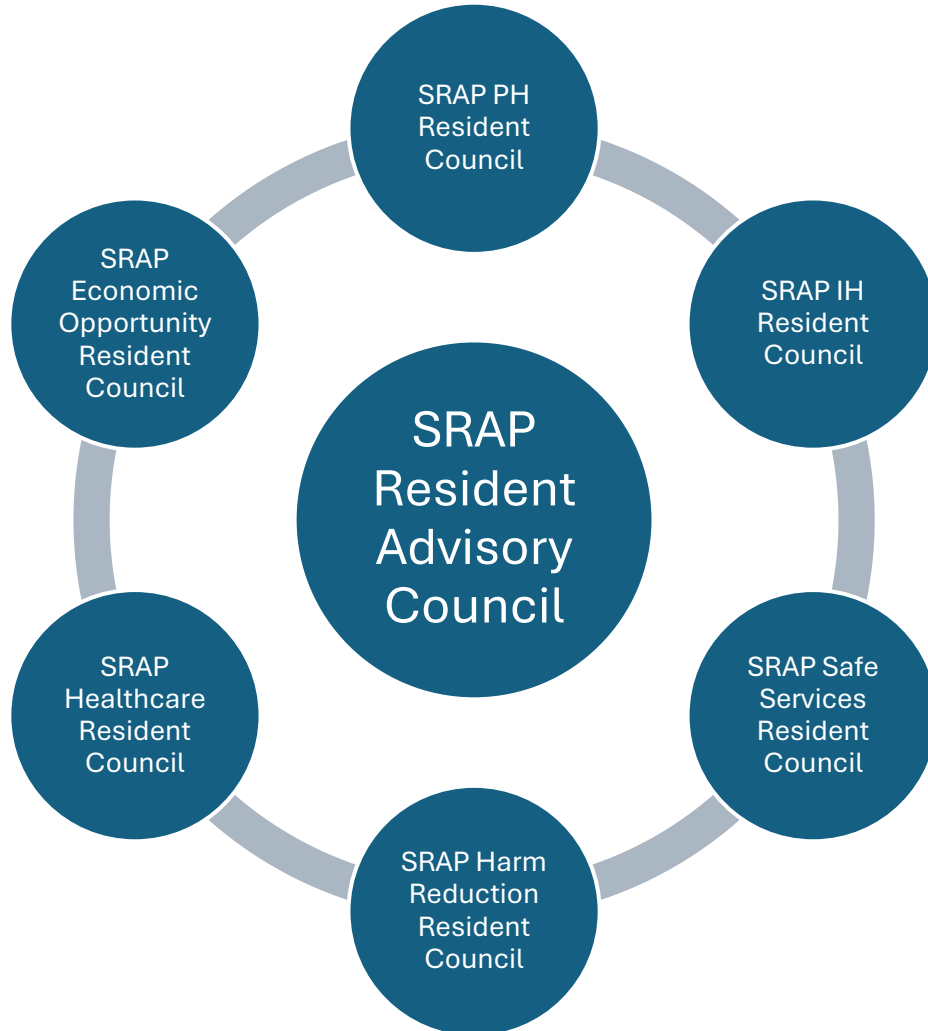 SRAP PH
Resident
Council
SRAP IH
Resident
Council
SRAP Safe
Services
Resident
Council
SRAP Harm
Reduction
Resident
Council
SRAP
Healthcare
Resident
Council
SRAP
Economic
Opportunity
Resident
Council
SRAP
Resident
Advisory
Council